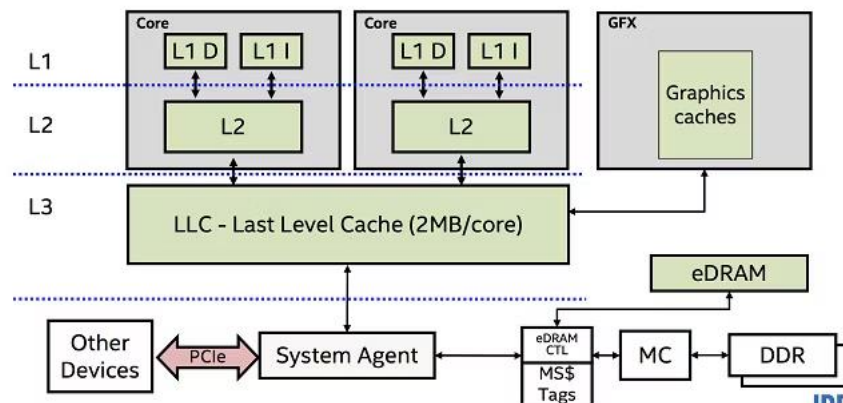 Core
Core
GFX
L1
L1 D
L1 I
L1 D
L1 I
Graphics
caches
L2
L2
L2
L3
LLC - Last Level Cache (2MB/core)
eDRAM
Other
Devices
PCIe
System Agent
eDRAM
CTL
MS$
Tags
MC
DDR